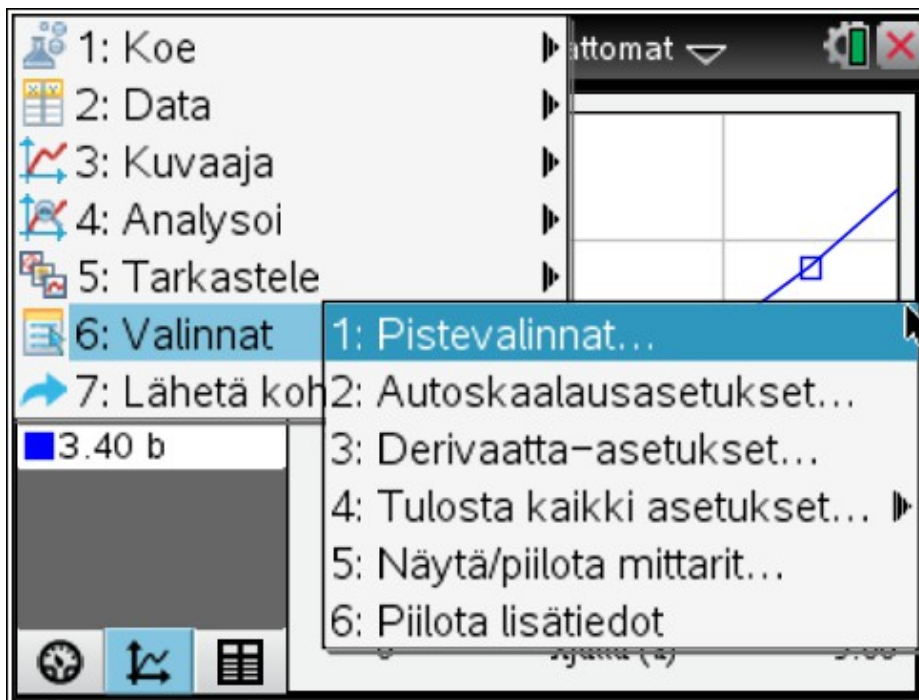 1: Koe
attomat
2: Data
3: Kuvaaja
4: Analysoi
5: Tarkastele
6: Valinnat
7: Lähetä koh
1: Pistevalinnat...
2: Autoskaalausasetukset...
3: Derivaatta-asetukset...
4: Tulosta kaikki asetukset...
5: Näytä/piilota mittarit...
6: Piilota lisätiedot
3.40 b